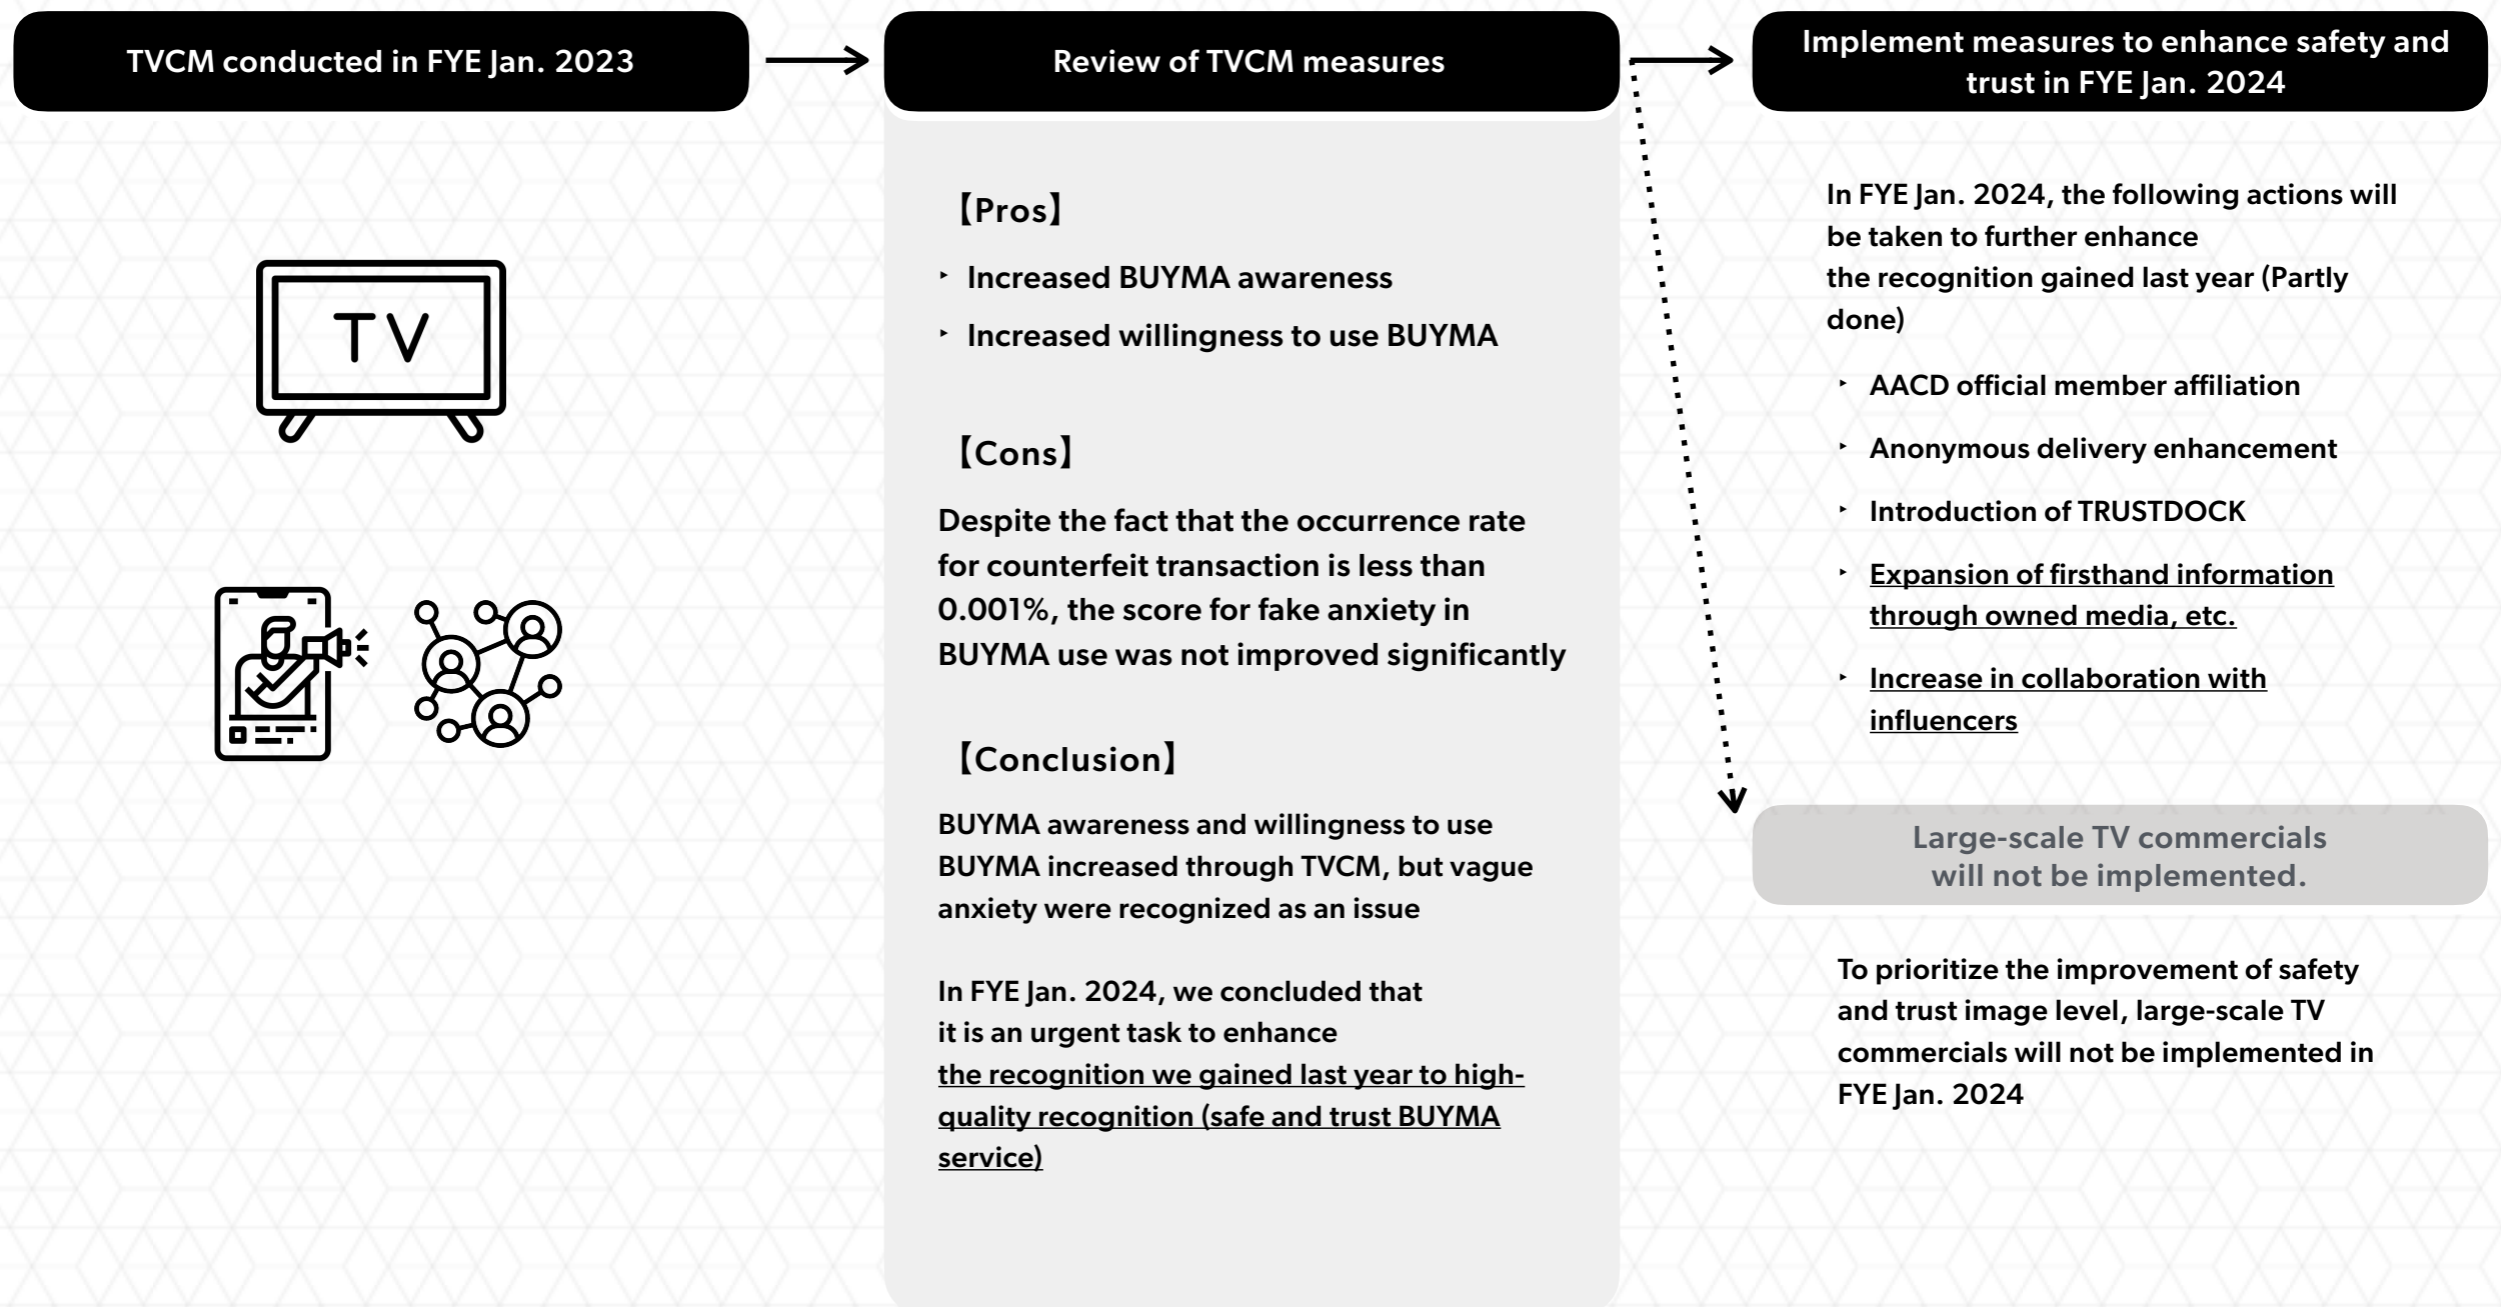 TVCM conducted in FYE Jan. 2023
TV
Review of TVCM measures
【Pros】
‣ Increased BUYMA awareness
‣ Increased willingness to use BUYMA
【Cons】
Despite the fact that the occurrence rate
for counterfeit transaction is less than
0.001%, the score for fake anxiety in
BUYMA use was not improved significantly
【Conclusion】
BUYMA awareness and willingness to use
BUYMA increased through TVCM, but vague
anxiety were recognized as an issue
In FYE Jan. 2024, we concluded that
it is an urgent task to enhance
the recognition we gained last year to high-
quality recognition (safe and trust BUYMA
service)
Implement measures to enhance safety and
trust in FYE Jan. 2024
In FYE Jan. 2024, the following actions will
be taken to further enhance
the recognition gained last year (Partly
done)
‣ AACD official member affiliation
‣ Anonymous delivery enhancement
‣ Introduction of TRUSTDOCK
‣ Expansion of firsthand information
through owned media, etc.
‣ Increase in collaboration with
influencers
Large-scale TV commercials
will not be implemented.
To prioritize the improvement of safety
and trust image level, large-scale TV
commercials will not be implemented in
FYE Jan. 2024